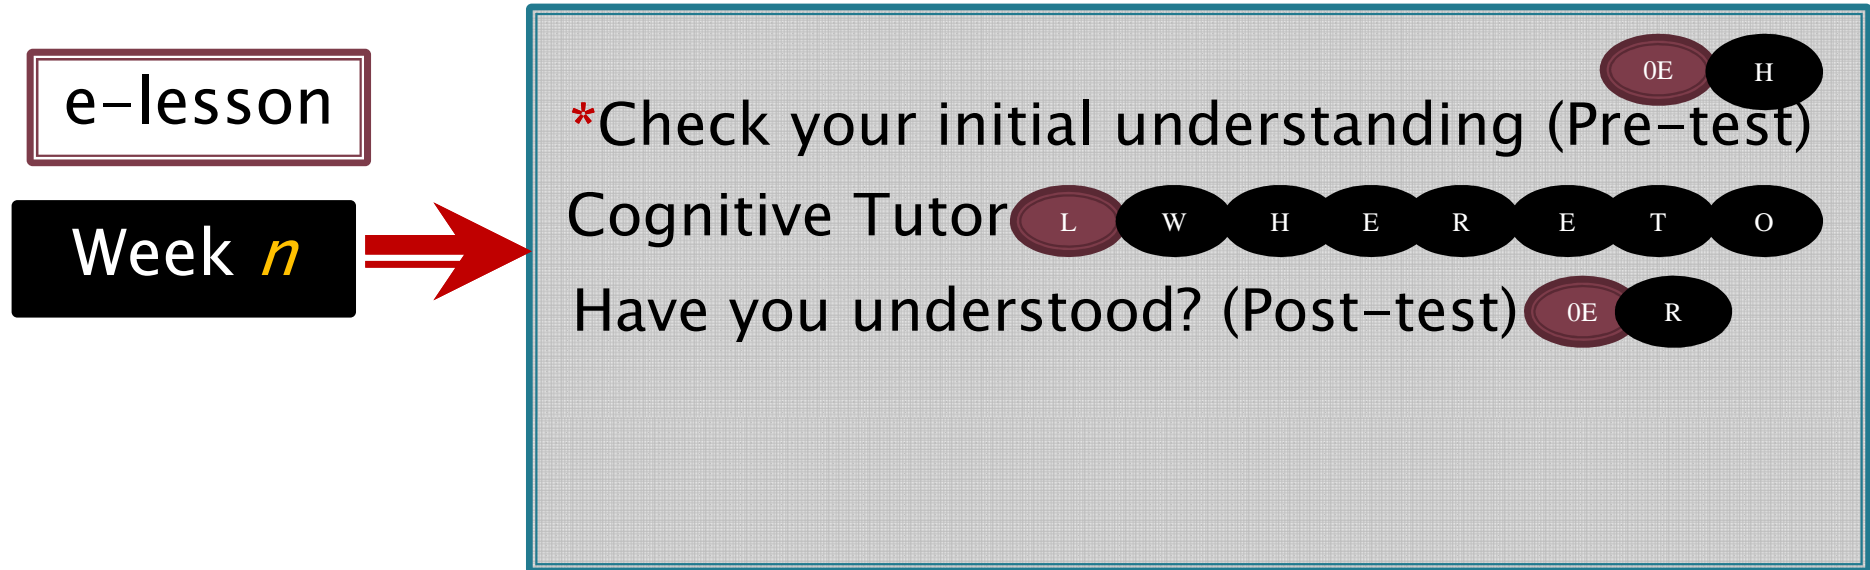 e-lesson
Week n
0E H
*Check your initial understanding (Pre-test)
Cognitive Tutor L W H E R E T O
Have you understood? (Post-test) 0E R